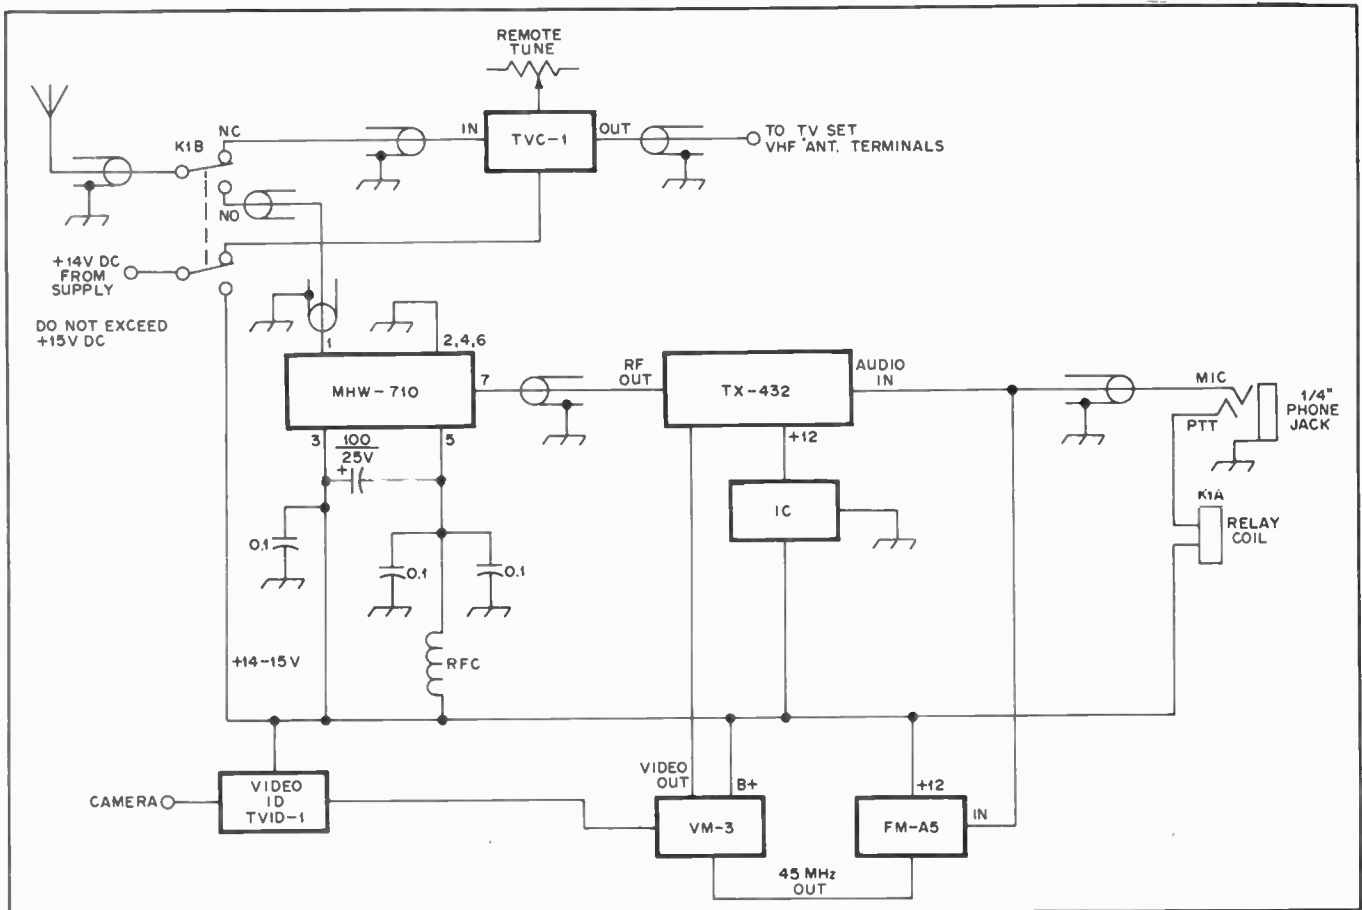 REMOTE
TUNE
K1B
NC
IN
TVC-1
OUT
TO TV SET
VHF ANT. TERMINALS
NO
+14V DC
FROM
SUPPLY
DO NOT EXCEED
+15V DC
1
2,4,6
MHW-710
7
RF
OUT
TX-432
AUDIO
IN
MIC
PTT
1/4"
PHONE
JACK
3
100
25V
+
5
+12
IC
K1A
RELAY
COIL
0.1
0.1
0.1
+14-15V
RFC
VIDEO
OUT
B+
+12
CAMERA
VIDEO
ID
TVID-1
VM-3
FM-A5
IN
45 MHz
OUT